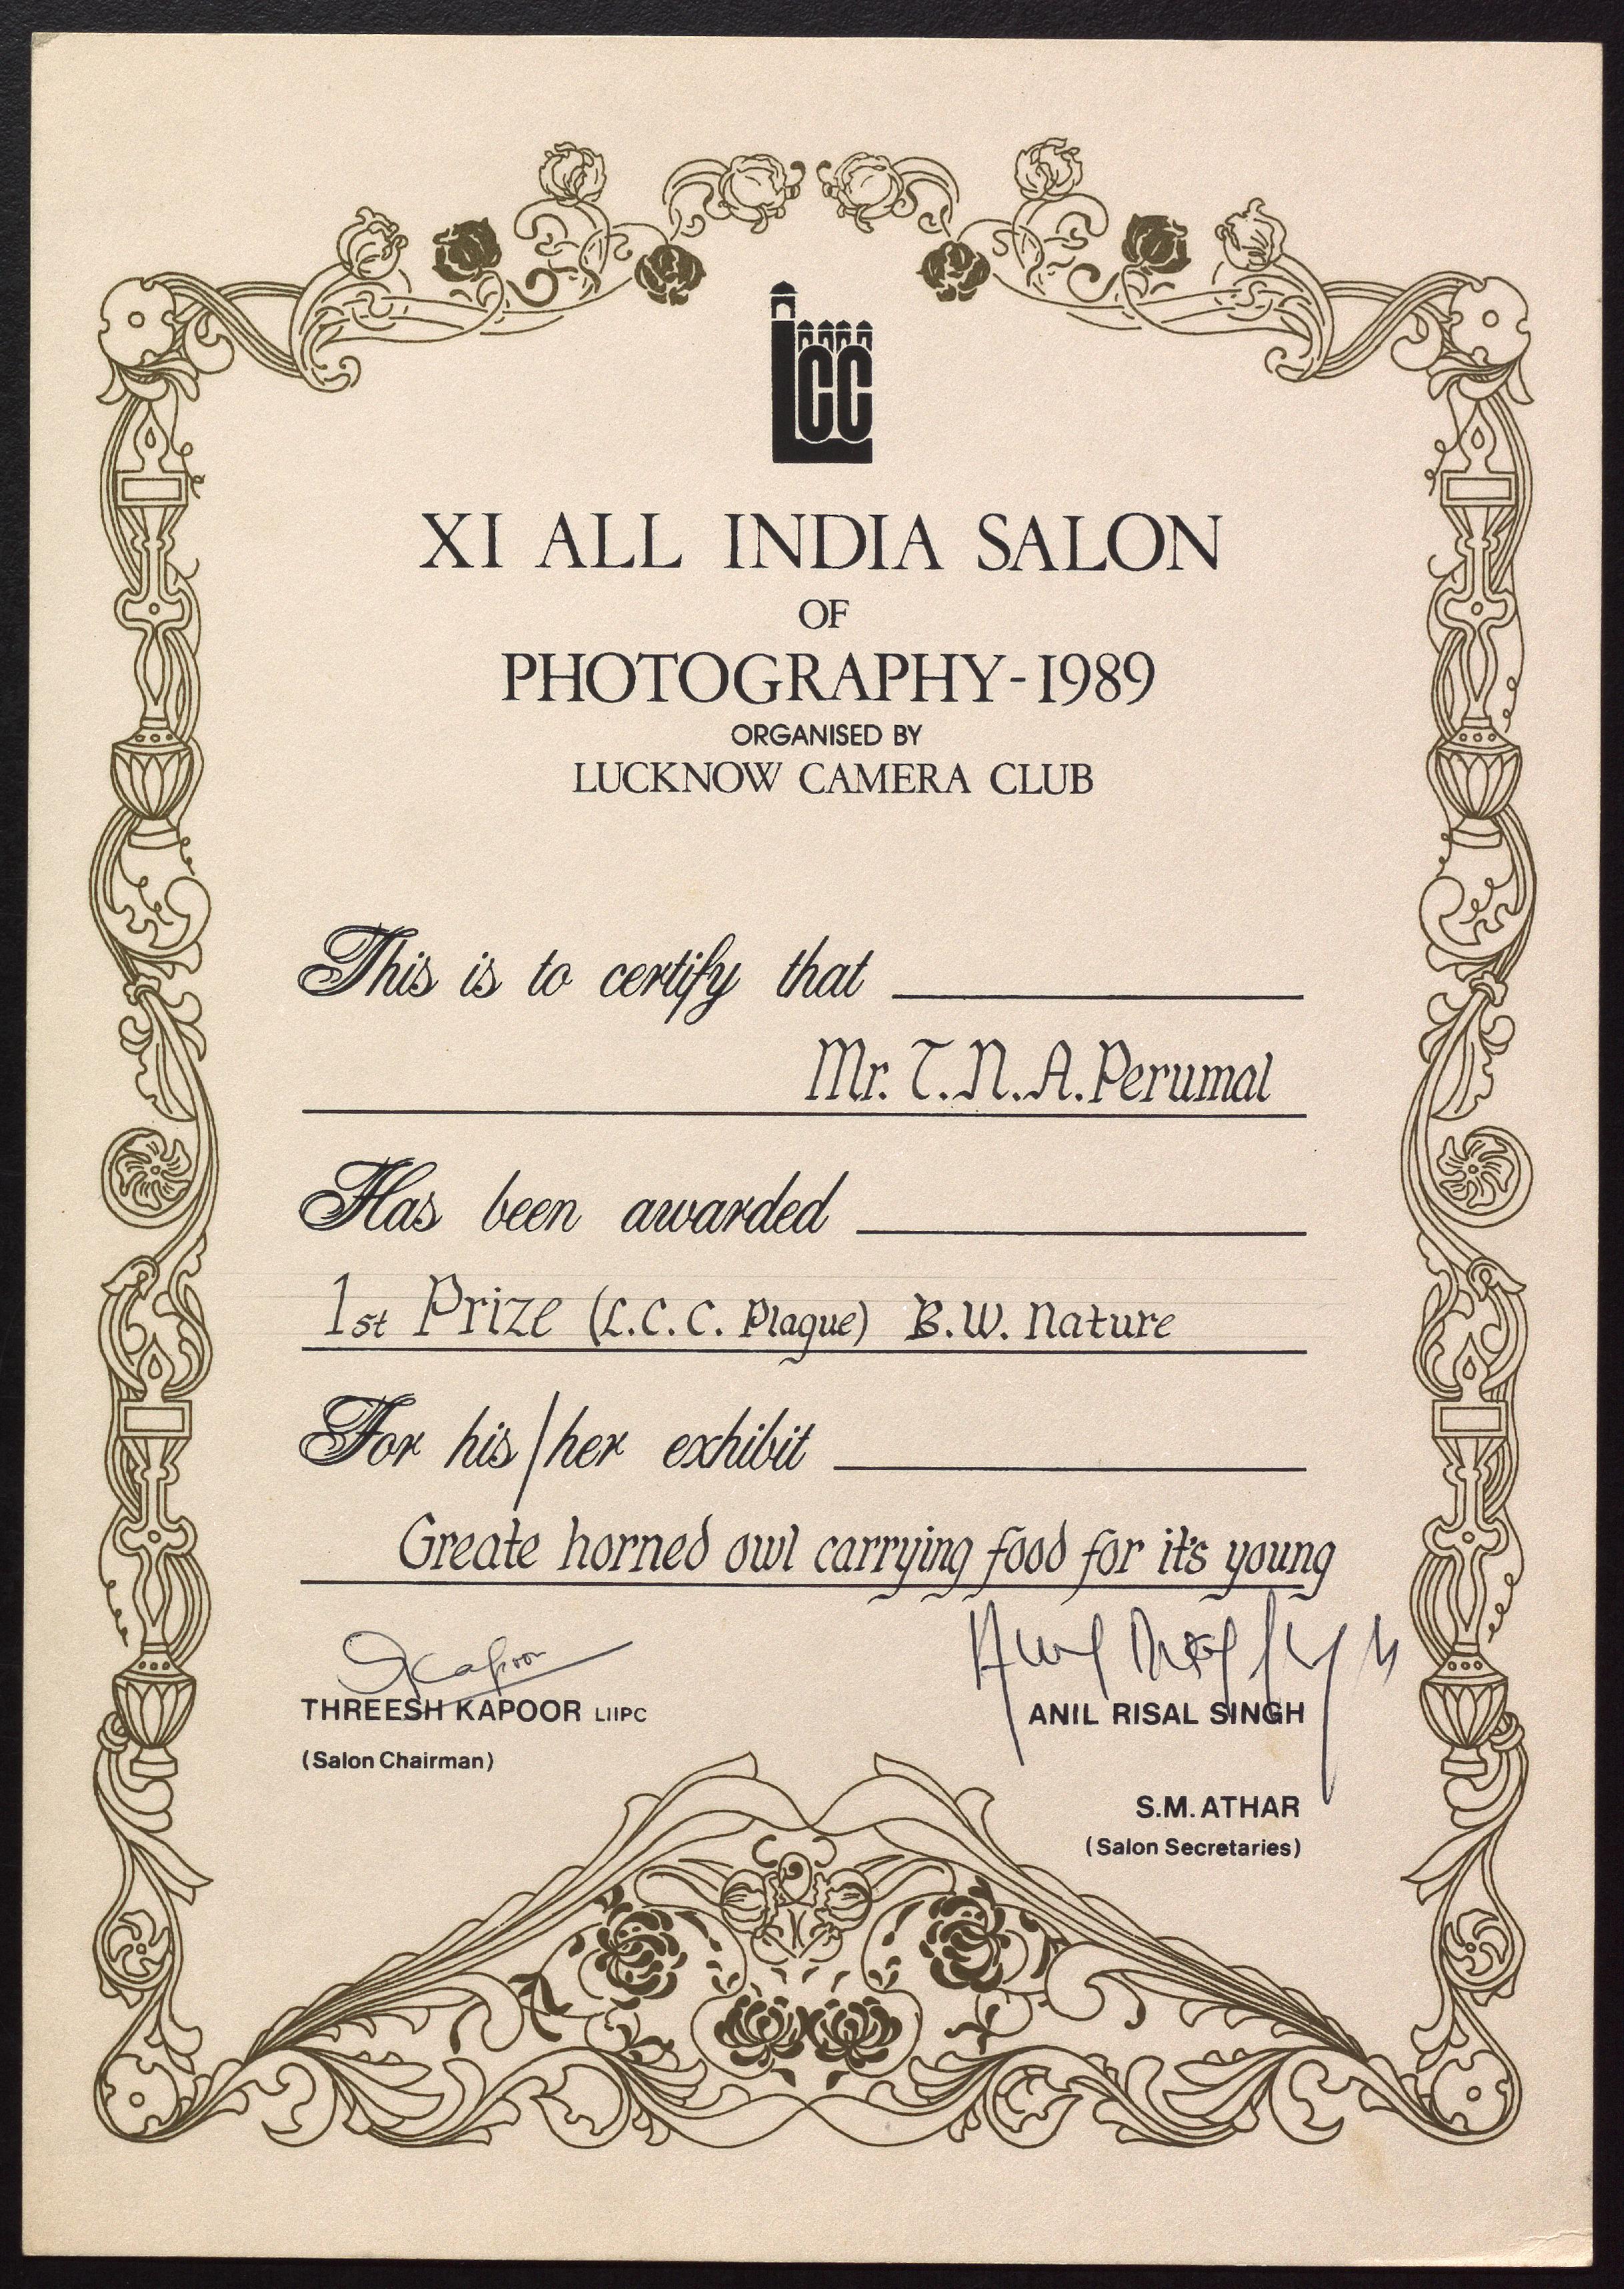 LCC
XI ALL INDIA SALON
OF
PHOTOGRAPHY-1989
ORGANISED BY
LUCKNOW CAMERA CLUB
This is to certify that
Mr. T.N.A. Perumal
Has been awarded
1st Prize (L.C.C. Plaque) B.W. Nature
For his/her exhibit
Greate horned owl carrying food for it's young
SKapoor
THREESH KAPOOR LIIPC
(Salon Chairman)
ANIL RISAL SINGH
S.M. ATHAR
(Salon Secretaries)